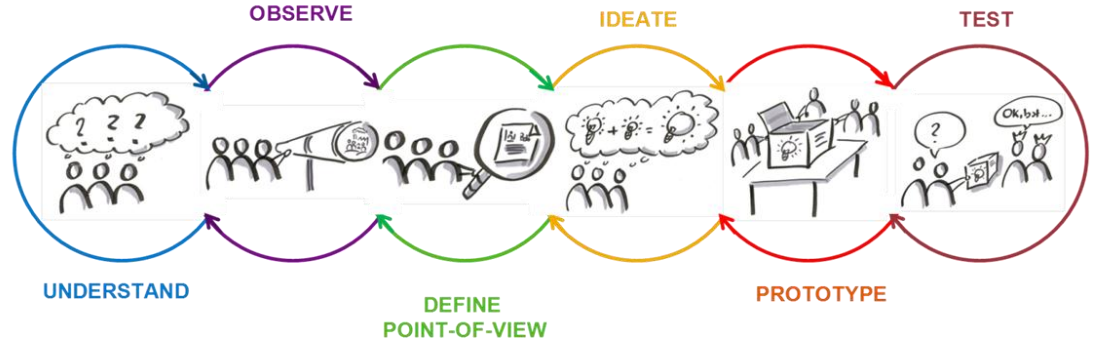 OBSERVE
IDEATE
TEST
? ? ?
+ =
?
Ok, but...
UNDERSTAND
DEFINE
POINT-OF-VIEW
PROTOTYPE